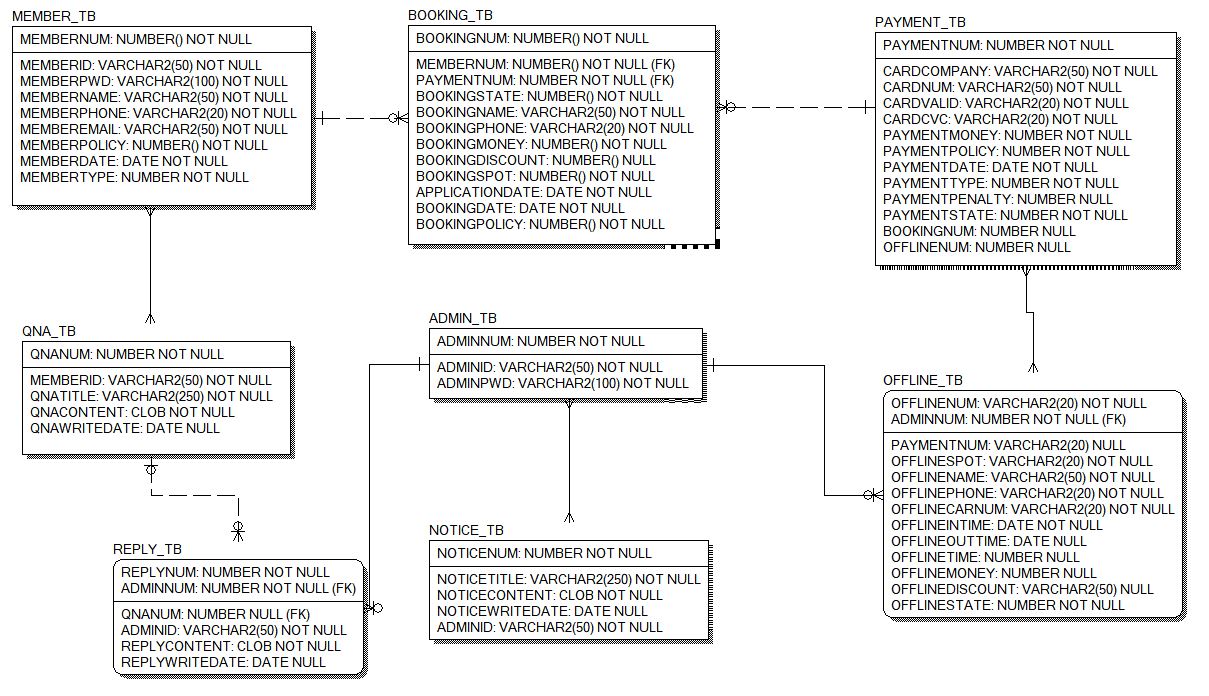 MEMBER_TB
MEMBERNUM: NUMBER() NOT NULL
MEMBERID: VARCHAR2(50) NOT NULL
MEMBERPWD: VARCHAR2(100) NOT NULL
MEMBERNAME: VARCHAR2(50) NOT NULL
MEMBERPHONE: VARCHAR2(20) NOT NULL
MEMBEREMAIL: VARCHAR2(50) NOT NULL
MEMBERPOLICY: NUMBER() NOT NULL
MEMBERDATE: DATE NOT NULL
MEMBERTYPE: NUMBER NOT NULL
BOOKING_TB
BOOKINGNUM: NUMBER() NOT NULL
MEMBERNUM: NUMBER() NOT NULL (FK)
PAYMENTNUM: NUMBER NOT NULL (FK)
BOOKINGSTATE: NUMBER() NOT NULL
BOOKINGNAME: VARCHAR2(50) NOT NULL
BOOKINGPHONE: VARCHAR2(20) NOT NULL
BOOKINGMONEY: NUMBER() NOT NULL
BOOKINGDISCOUNT: NUMBER() NULL
BOOKINGSPOT: NUMBER() NOT NULL
APPLICATIONDATE: DATE NOT NULL
BOOKINGDATE: DATE NOT NULL
BOOKINGPOLICY: NUMBER() NOT NULL
PAYMENT_TB
PAYMENTNUM: NUMBER NOT NULL
CARDCOMPANY: VARCHAR2(50) NOT NULL
CARDNUM: VARCHAR2(50) NOT NULL
CARDVALID: VARCHAR2(20) NOT NULL
CARDCVC: VARCHAR2(20) NOT NULL
PAYMENTMONEY: NUMBER NOT NULL
PAYMENTPOLICY: NUMBER NOT NULL
PAYMENTDATE: DATE NOT NULL
PAYMENTTYPE: NUMBER NOT NULL
PAYMENTPENALTY: NUMBER NULL
PAYMENTSTATE: NUMBER NOT NULL
BOOKINGNUM: NUMBER NULL
OFFLINENUM: NUMBER NULL
QNA_TB
QNANUM: NUMBER NOT NULL
MEMBERID: VARCHAR2(50) NOT NULL
QNATITLE: VARCHAR2(250) NOT NULL
QNACONTENT: CLOB NOT NULL
QNAWRITEDATE: DATE NULL
ADMIN_TB
ADMINNUM: NUMBER NOT NULL
ADMINID: VARCHAR2(50) NOT NULL
ADMINPWD: VARCHAR2(100) NOT NULL
OFFLINE_TB
OFFLINENUM: VARCHAR2(20) NOT NULL
ADMINNUM: NUMBER NOT NULL (FK)
PAYMENTNUM: VARCHAR2(20) NULL
OFFLINESPOT: VARCHAR2(20) NOT NULL
OFFLINENAME: VARCHAR2(50) NOT NULL
OFFLINEPHONE: VARCHAR2(20) NOT NULL
OFFLINECARNUM: VARCHAR2(20) NOT NULL
OFFLINEINTIME: DATE NOT NULL
OFFLINEOUTTIME: DATE NULL
OFFLINETIME: NUMBER NULL
OFFLINEMONEY: NUMBER NULL
OFFLINEDISCOUNT: VARCHAR2(50) NULL
OFFLINESTATE: NUMBER NOT NULL
REPLY_TB
REPLYNUM: NUMBER NOT NULL
ADMINNUM: NUMBER NOT NULL (FK)
QNANUM: NUMBER NULL (FK)
ADMINID: VARCHAR2(50) NOT NULL
REPLYCONTENT: CLOB NOT NULL
REPLYWRITEDATE: DATE NULL
NOTICE_TB
NOTICENUM: NUMBER NOT NULL
NOTICETITLE: VARCHAR2(250) NOT NULL
NOTICECONTENT: CLOB NOT NULL
NOTICEWRITEDATE: DATE NULL
ADMINID: VARCHAR2(50) NOT NULL